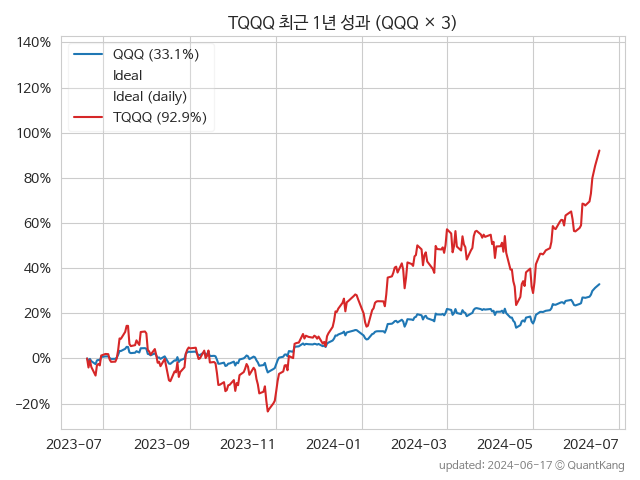 TQQQ 최근 1년 성과 (QQQ × 3)
140%
120%
100%
80%
60%
40%
20%
0%
−20%
QQQ (33.1%)
Ideal
Ideal (daily)
TQQQ (92.9%)
2023-07
2023-09
2023-11
2024-01
2024-03
2024-05
2024-07
updated: 2024-06-17 © QuantKang